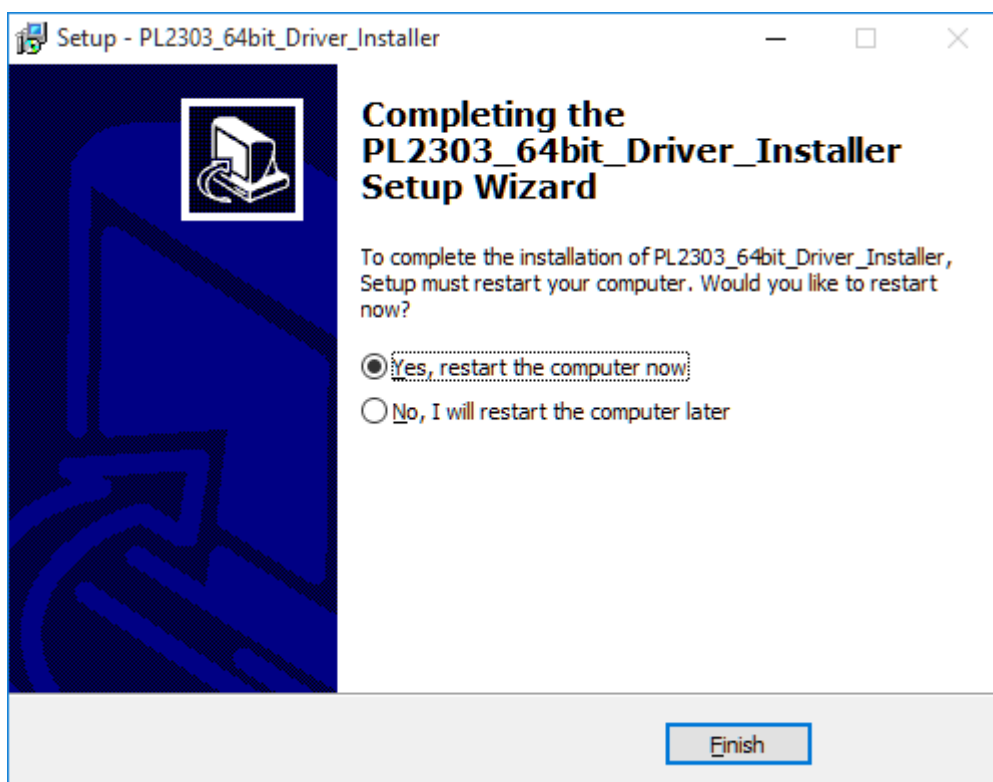 Setup - PL2303_64bit_Driver_Installer
Completing the
PL2303_64bit_Driver_Installer
Setup Wizard
To complete the installation of PL2303_64bit_Driver_Installer,
Setup must restart your computer. Would you like to restart
now?
Yes, restart the computer now
No, I will restart the computer later
Finish